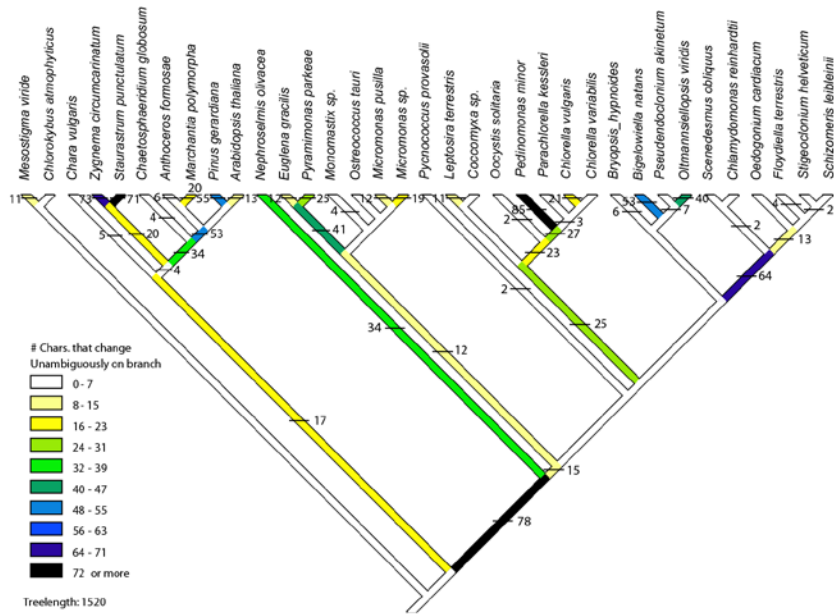 Mesostigma viride
Chlorokybus atmophyticus
Chara vulgaris
Zygnema circumcarinatum
Staurastrum punctulatum
Chaetosphaeridium globosum
Anthoceros formosae
Marchantia polymorpha
Pinus gerardiana
Arabidopsis thaliana
Nephroselmis olivacea
Euglena gracilis
Pyramimonas parkeae
Monomastix sp.
Ostreococcus tauri
Micromonas pusilla
Micromonas sp.
Pycnococcus provasolii
Leptosira terrestris
Coccomyxa sp.
Oocystis solitaria
Pedinomonas minor
Parachlorella kessleri
Chlorella vulgaris
Chlorella variabilis
Bryopsis_hypnoides
Bigelowiella natans
Pseudendoclonium akinetum
Oltmannsiellopsis viridis
Scenedesmus obliquus
Chlamydomonas reinhardtii
Oedogonium cardiacum
Floydiella terrestris
Stigeoclonium helveticum
Schizomeris leibleinii
20
11 73 71 6 55 13 12 25 12 19 11 85 21 53 40 4 2
4 4 2 3 6 7
5 20 53 41 27 2 13
34 23
4 2 64
34 25
12
17
15
78
# Chars. that change
Unambiguously on branch
0 - 7
8 - 15
16 - 23
24 - 31
32 - 39
40 - 47
48 - 55
56 - 63
64 - 71
72 or more
Treelength: 1520